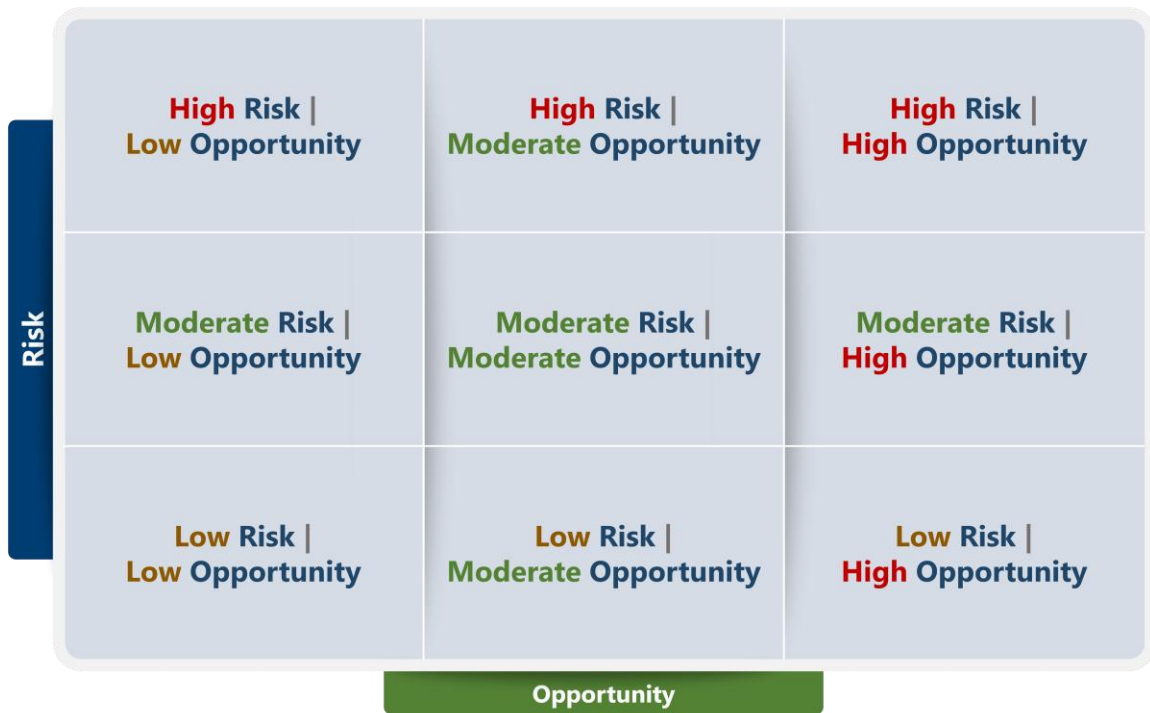 High Risk |
Low Opportunity
High Risk |
Moderate Opportunity
High Risk |
High Opportunity
Risk
Moderate Risk |
Low Opportunity
Moderate Risk |
Moderate Opportunity
Moderate Risk |
High Opportunity
Low Risk |
Low Opportunity
Low Risk |
Moderate Opportunity
Low Risk |
High Opportunity
Opportunity